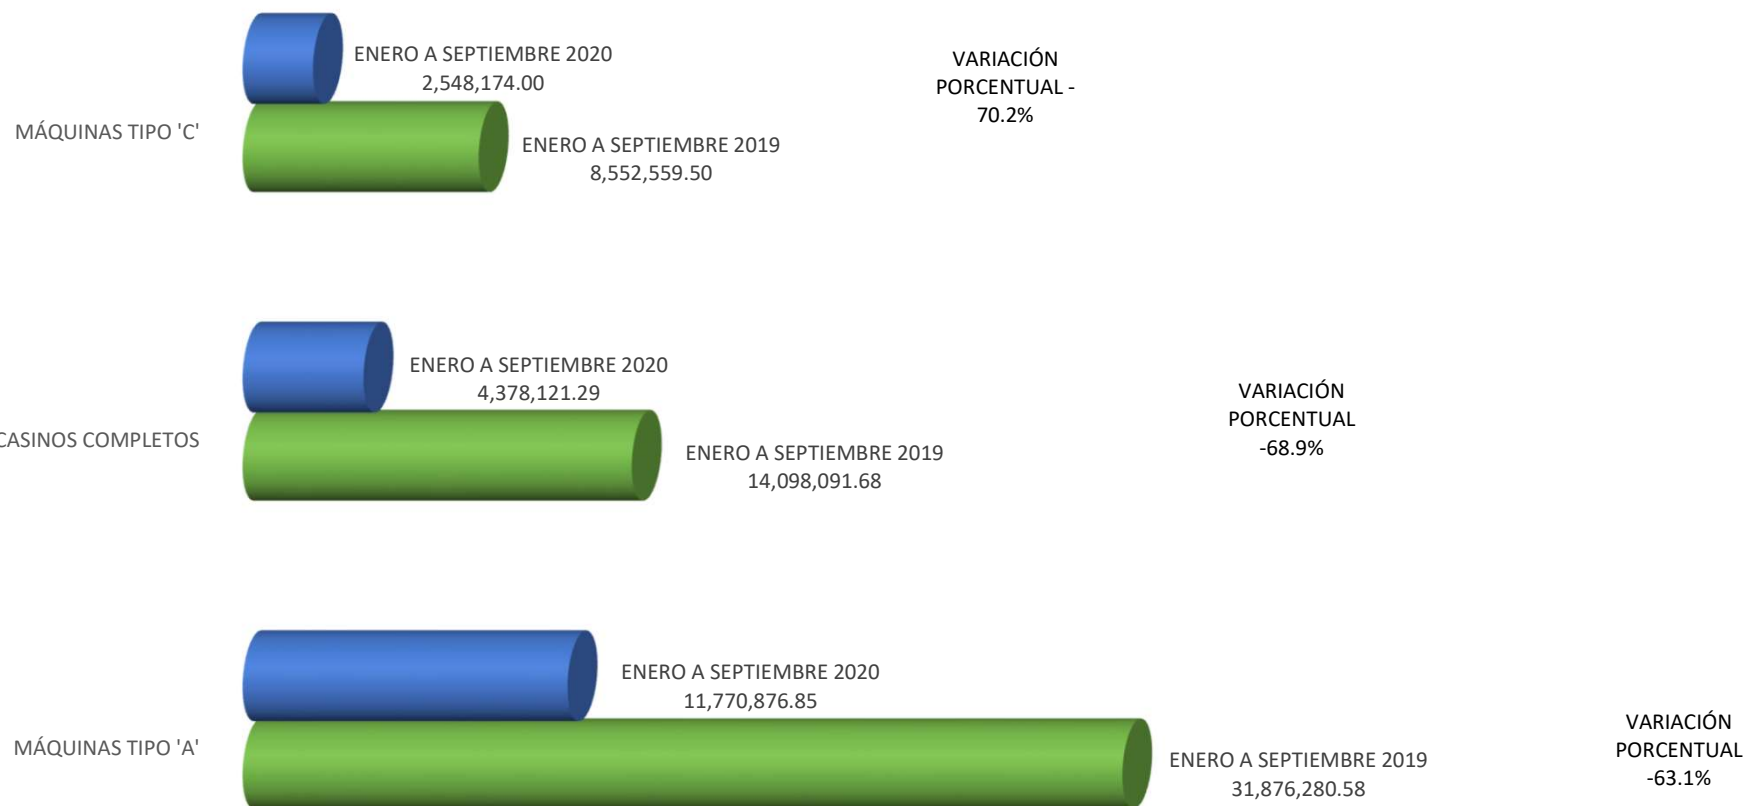 ENERO A SEPTIEMBRE 2020
2,548,174.00
VARIACIÓN
PORCENTUAL -
70.2%
MÁQUINAS TIPO 'C'
ENERO A SEPTIEMBRE 2019
8,552,559.50
ENERO A SEPTIEMBRE 2020
4,378,121.29
VARIACIÓN
PORCENTUAL
-68.9%
CASINOS COMPLETOS
ENERO A SEPTIEMBRE 2019
14,098,091.68
ENERO A SEPTIEMBRE 2020
11,770,876.85
MÁQUINAS TIPO 'A'
ENERO A SEPTIEMBRE 2019
31,876,280.58
VARIACIÓN
PORCENTUAL
-63.1%